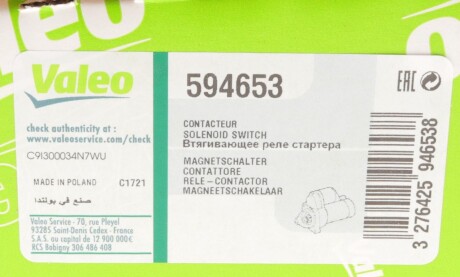 Valeo
594653
EAC
check authenticity at :
www.valeoservice.com/check
C9I300034N7WU
MADE IN POLAND C1721
صنع في بولندا
Valeo Service - 70, rue Pleyel
93285 Saint-Denis Cedex - France
S.A.S. au capital de 12 900 000€
RCS Bobigny 306 486 408
CONTACTEUR
SOLENOID SWITCH
Втягивающее реле стартера
MAGNETSCHALTER
CONTATTORE
RELE-CONTACTOR
MAGNEETSCHAKELAAR
3 276425 946538